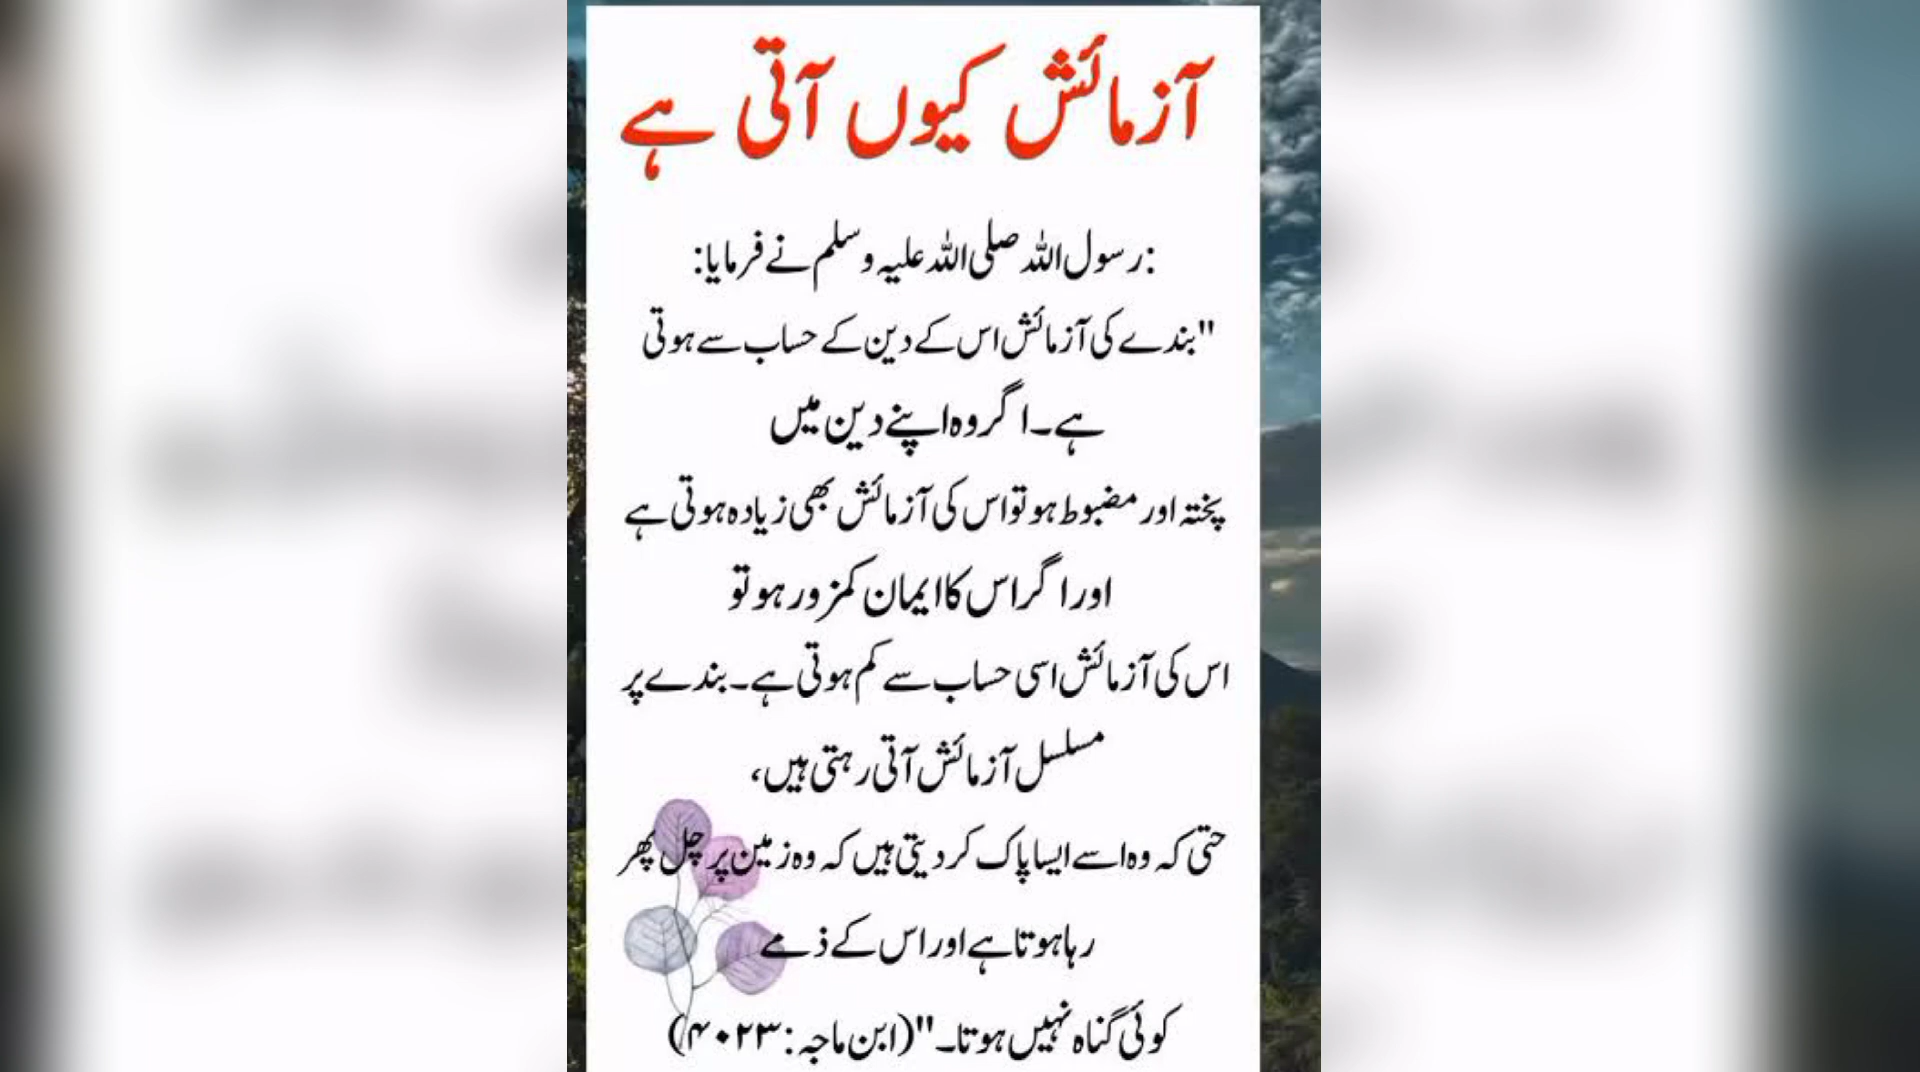 آزمائش کیوں آتی ہے
:رسول اللہ صلی اللہ علیہ وسلم نے فرمایا:
"بندے کی آزمائش اس کے دین کے حساب سے ہوتی
ہے۔ اگر وہ اپنے دین میں
پختہ اور مضبوط ہو تو اس کی آزمائش بھی زیادہ ہوتی ہے
اور اگر اس کا ایمان کمزور ہو تو
اس کی آزمائش اسی حساب سے کم ہوتی ہے۔ بندے پر
مسلسل آزمائش آتی رہتی ہیں،
حتی کہ وہ اسے ایسا پاک کر دیتی ہیں کہ وہ زمین پر چل پھر
رہا ہوتا ہے اور اس کے ذمے
کوئی گناہ نہیں ہوتا۔" (ابن ماجہ: ۴۰۲۳)